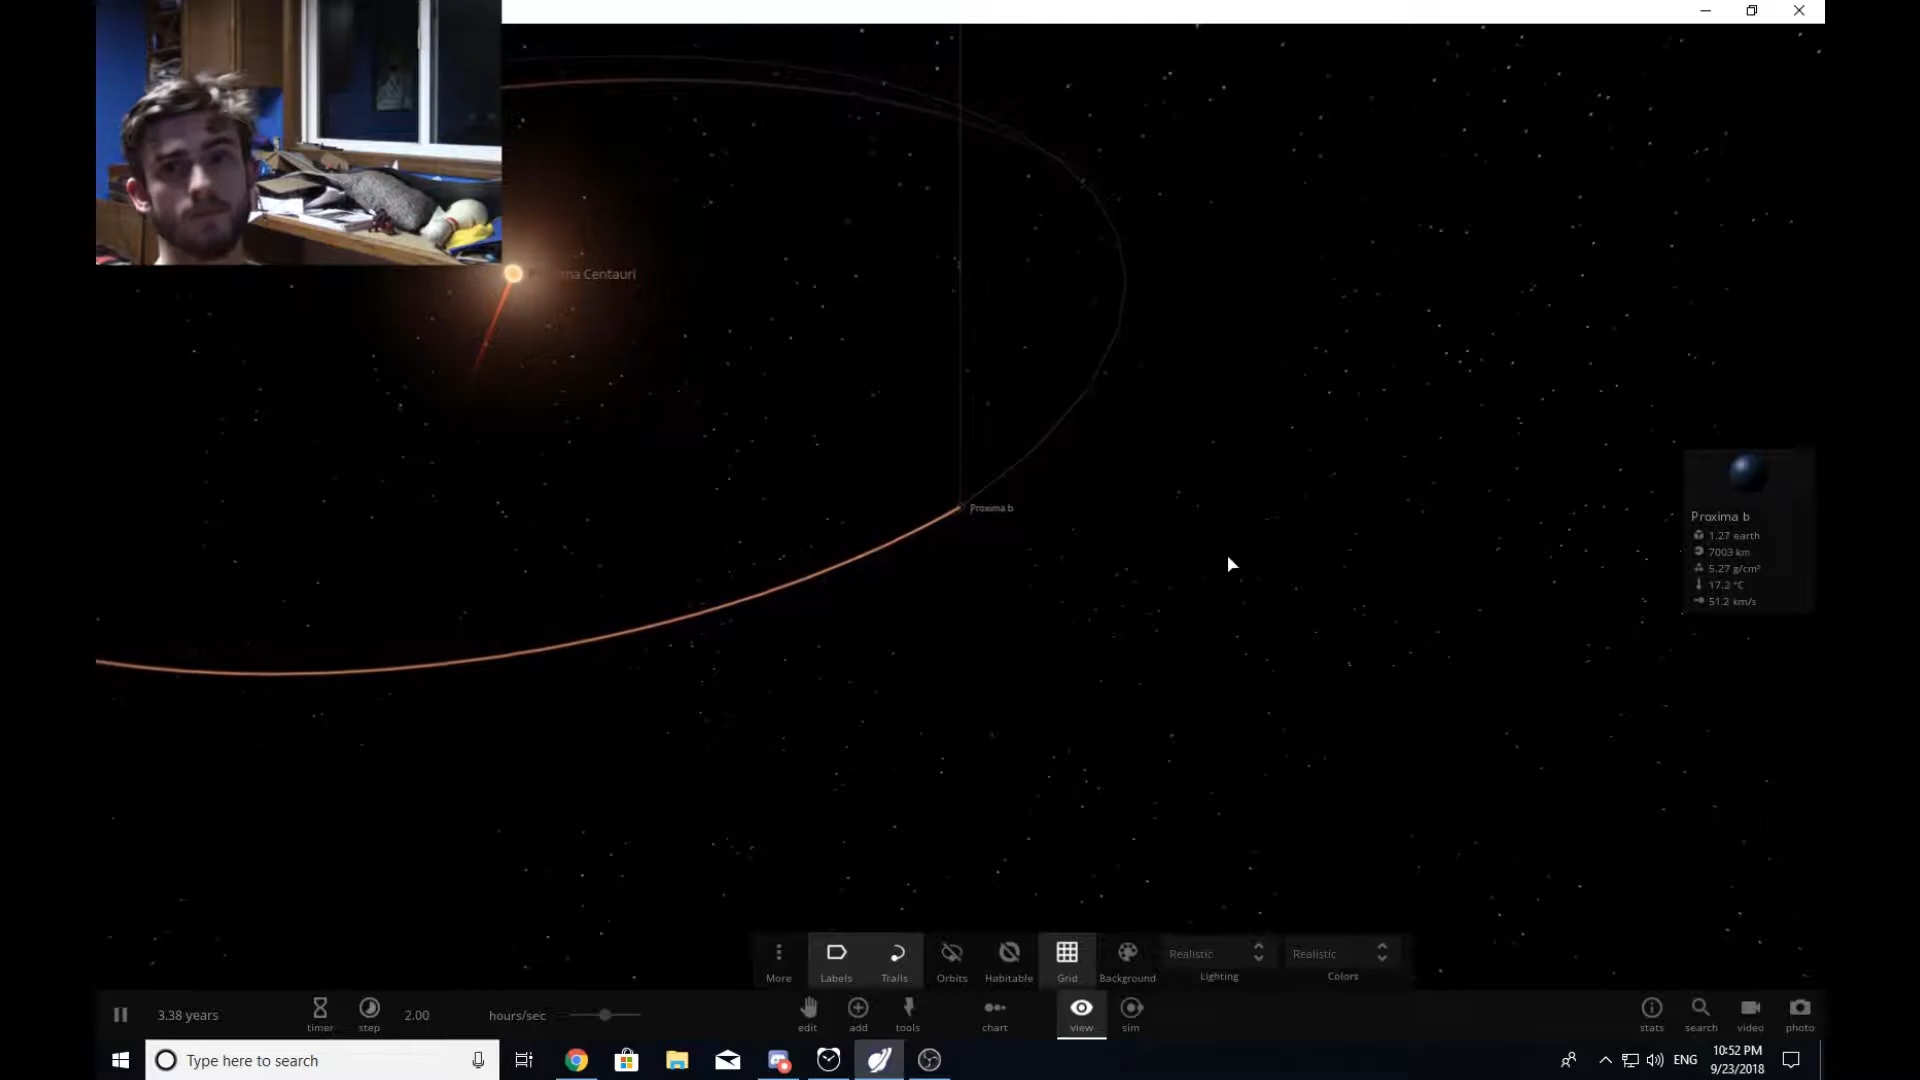 ma Centauri
Proxima b
Proxima b
1.27 earth
7003 km
5.27 g/cm³
17.2 °C
51.2 km/s
More
Labels
Trails
Orbits
Habitable
Grid
Background
Realistic
Lighting
Realistic
Colors
3.38 years
timer
step
2.00
hours/sec
edit
add
tools
chart
view
sim
stats
search
video
photo
Type here to search
ENG
10:52 PM
9/23/2018